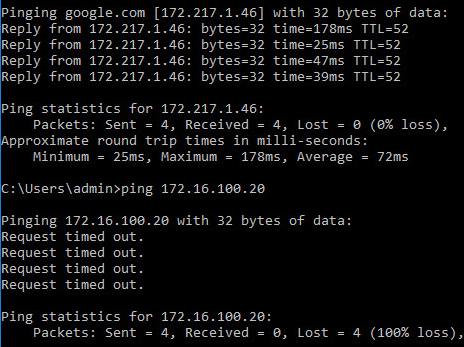 Pinging google.com [172.217.1.46] with 32 bytes of data:
Reply from 172.217.1.46: bytes=32 time=178ms TTL=52
Reply from 172.217.1.46: bytes=32 time=25ms TTL=52
Reply from 172.217.1.46: bytes=32 time=47ms TTL=52
Reply from 172.217.1.46: bytes=32 time=39ms TTL=52
Ping statistics for 172.217.1.46:
    Packets: Sent = 4, Received = 4, Lost = 0 (0% loss),
Approximate round trip times in milli-seconds:
    Minimum = 25ms, Maximum = 178ms, Average = 72ms
C:\Users\admin>ping 172.16.100.20
Pinging 172.16.100.20 with 32 bytes of data:
Request timed out.
Request timed out.
Request timed out.
Request timed out.
Ping statistics for 172.16.100.20:
    Packets: Sent = 4, Received = 0, Lost = 4 (100% loss),